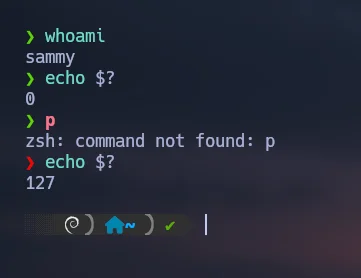 ❯ whoami
sammy
❯ echo $?
0
❯ p
zsh: command not found: p
❯ echo $?
127
~ ✔